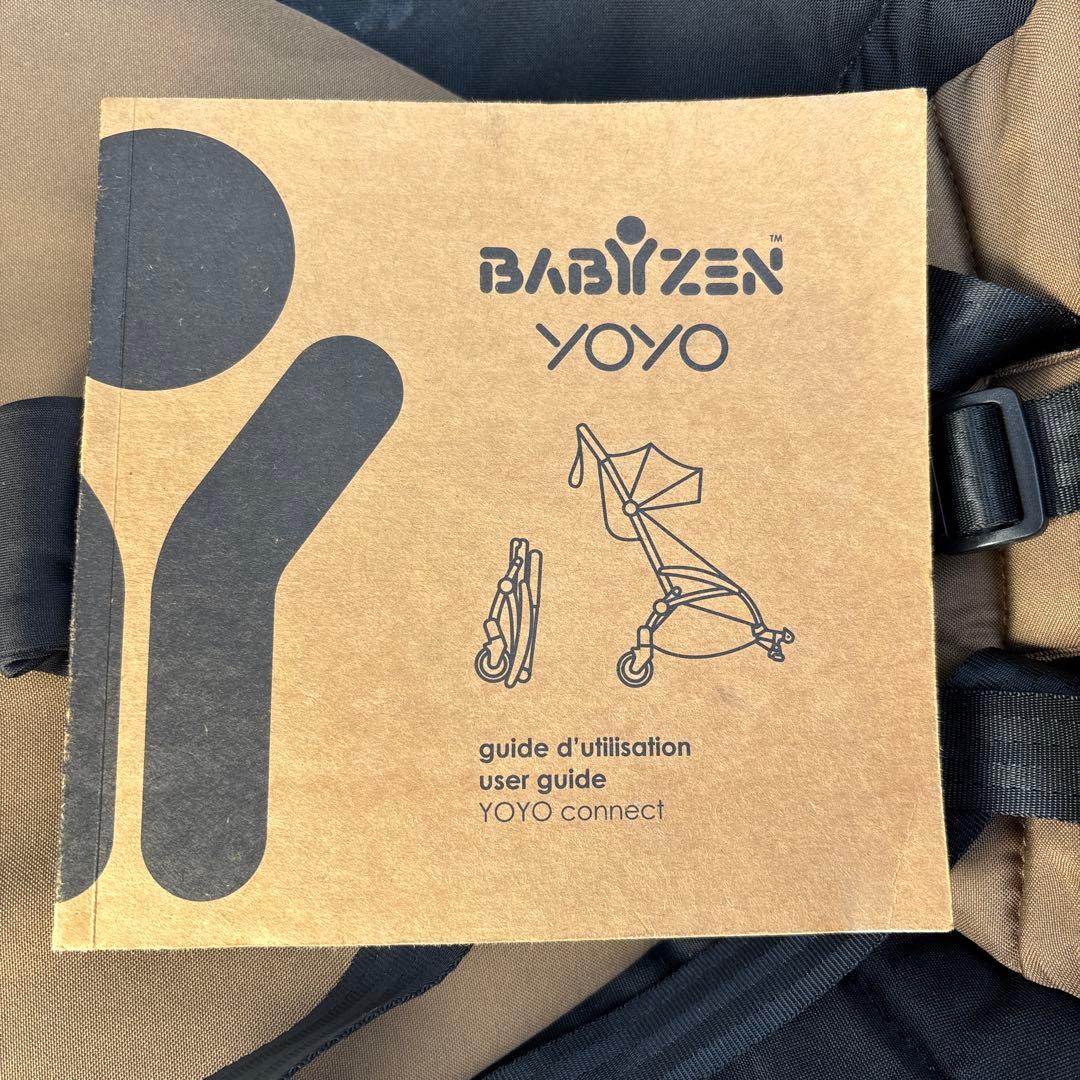 BABYZEN™
YOYO
guide d'utilisation
user guide
YOYO connect